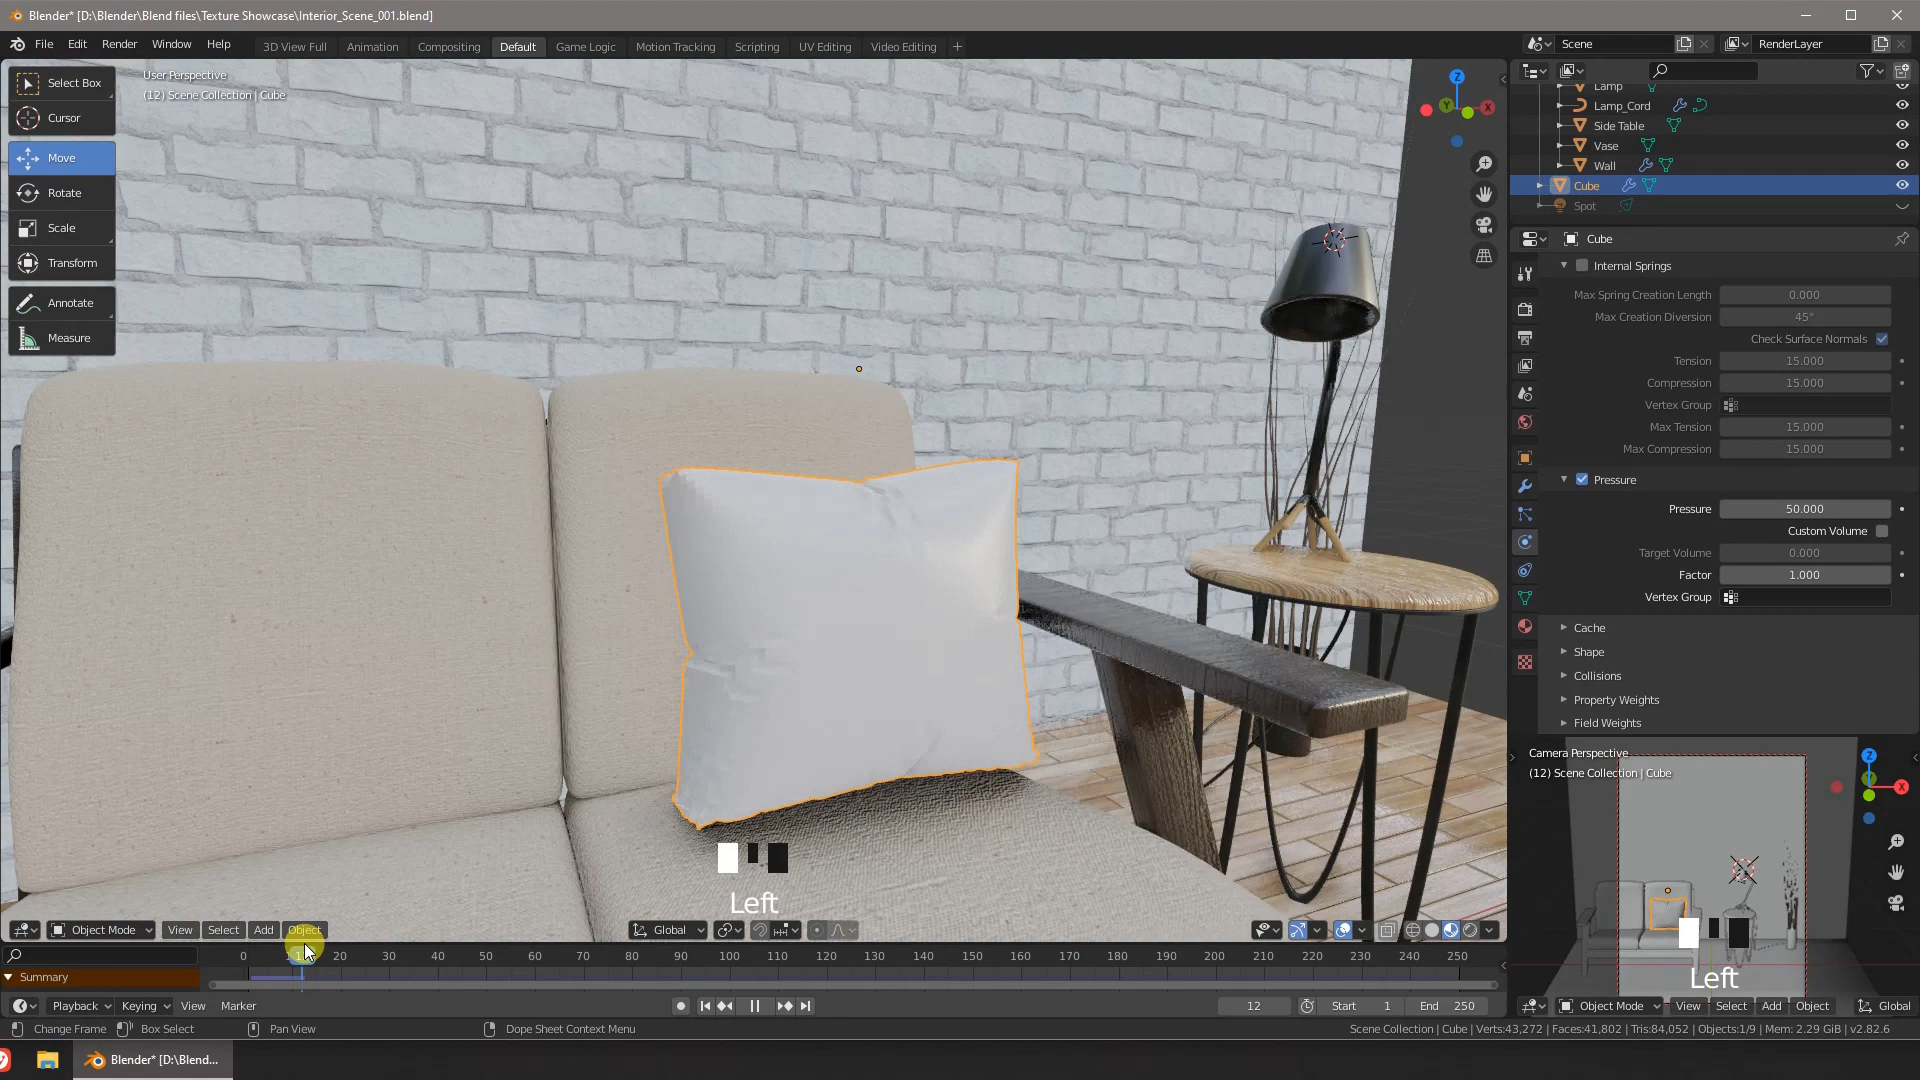 Blender* [D:\Blender\Blend files\Texture Showcase\Interior_Scene_001.blend]
File Edit Render Window Help
3D View Full Animation Compositing Default Game Logic Motion Tracking Scripting UV Editing Video Editing +
Scene
RenderLayer
Select Box
Cursor
Move
Rotate
Scale
Transform
Annotate
Measure
User Perspective
(12) Scene Collection | Cube
Z
Y
X
Lamp
Lamp_Cord
Side Table
Vase
Wall
Cube
Spot
Cube
Internal Springs
Max Spring Creation Length 0.000
Max Creation Diversion 45°
Check Surface Normals
Tension 15.000
Compression 15.000
Vertex Group
Max Tension 15.000
Max Compression 15.000
Pressure
Pressure 50.000
Custom Volume
Target Volume 0.000
Factor 1.000
Vertex Group
Cache
Shape
Collisions
Property Weights
Field Weights
Camera Perspective
(12) Scene Collection | Cube
Z
X
Left
Left
Object Mode View Select Add Object
Global
0 20 30 40 50 60 70 80 90 100 110 120 130 140 150 160 170 180 190 200 210 220 230 240 250
Summary
Playback Keying View Marker
12
Start 1
End 250
Object Mode View Select Add Object Global
Change Frame Box Select Pan View Dope Sheet Context Menu
Scene Collection | Cube | Verts:43,272 | Faces:41,802 | Tris:84,052 | Objects:1/9 | Mem: 2.29 GiB | v2.82.6
Blender* [D:\Blend...